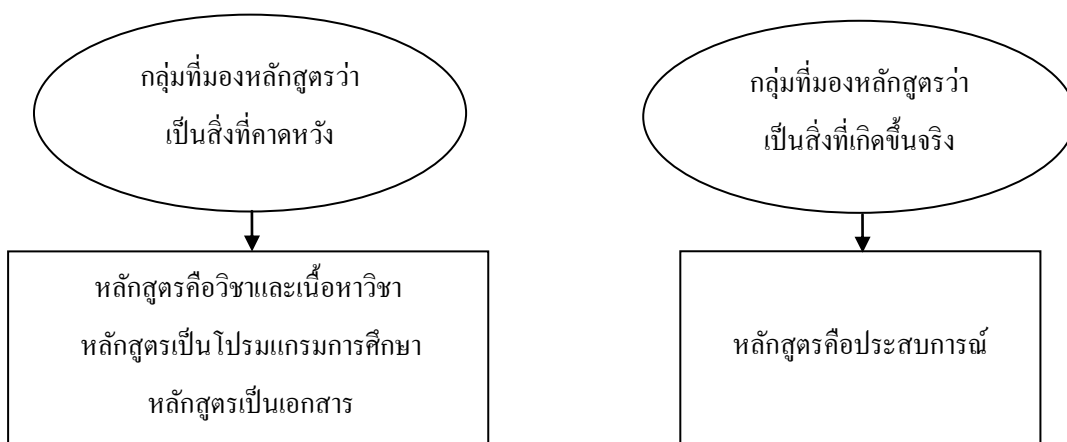 กลุ่มที่มองหลักสูตรว่า
เป็นสิ่งที่คาดหวัง
กลุ่มที่มองหลักสูตรว่า
เป็นสิ่งที่เกิดขึ้นจริง
หลักสูตรคือวิชาและเนื้อหาวิชา
หลักสูตรเป็นโปรมแกรมการศึกษา
หลักสูตรเป็นเอกสาร
หลักสูตรคือประสบการณ์